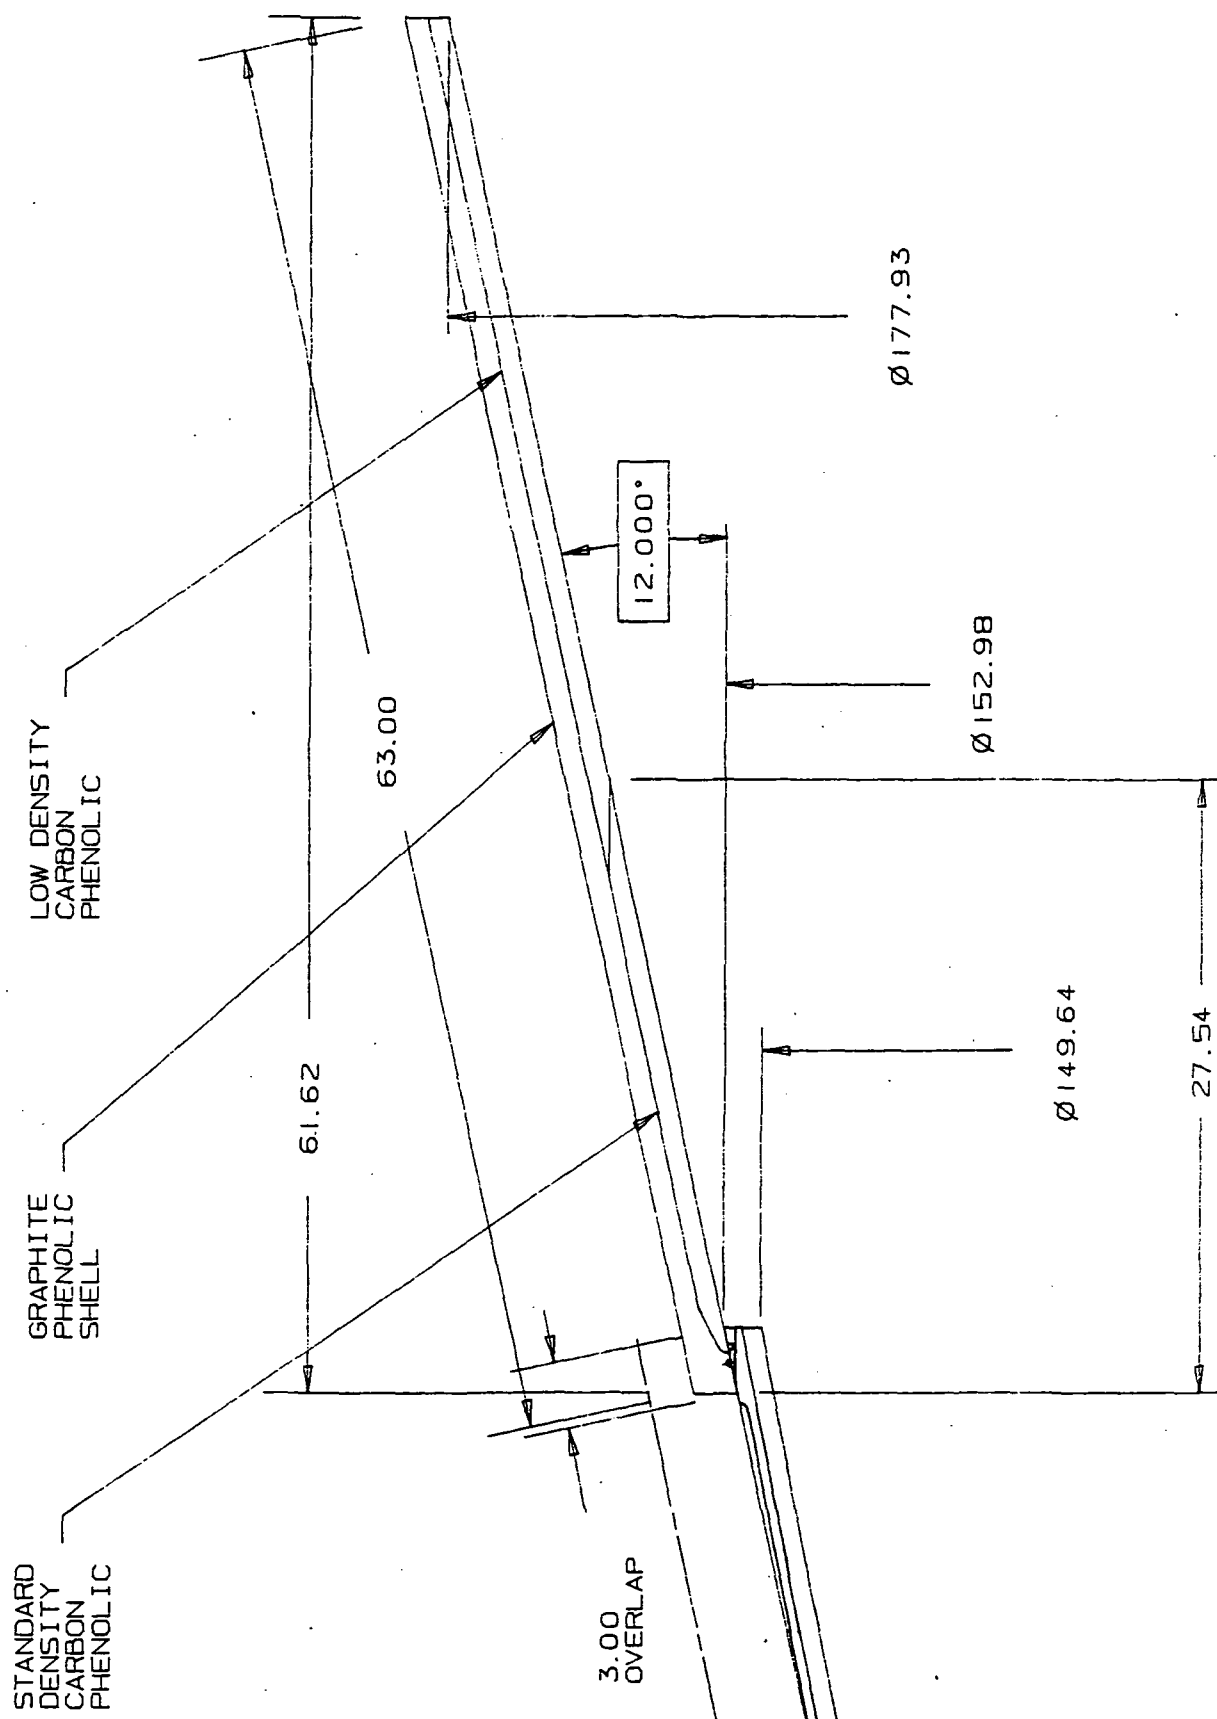 STANDARD
DENSITY
CARBON
PHENOLIC
GRAPHITE
PHENOLIC
SHELL
LOW DENSITY
CARBON
PHENOLIC
61.62
63.00
3.00
OVERLAP
12.000°
Ø177.93
Ø152.98
Ø149.64
27.54